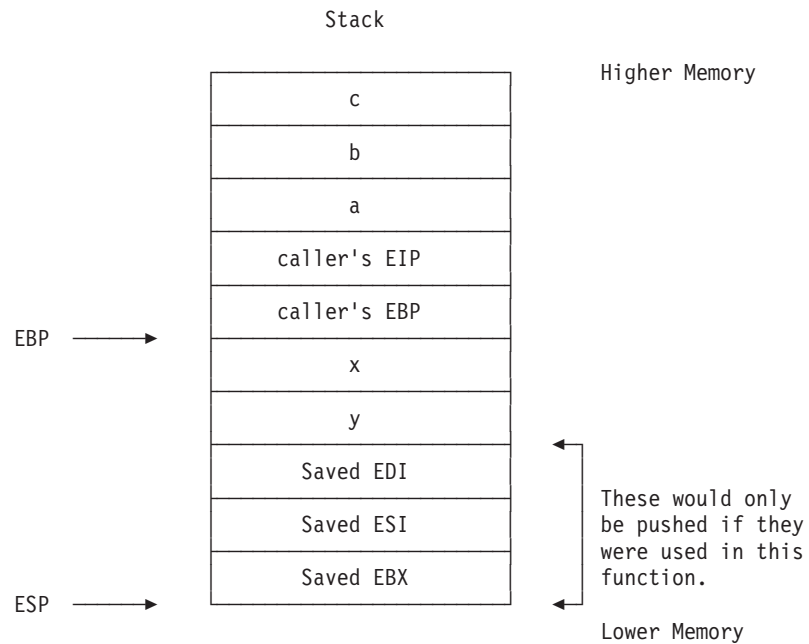 Stack
Higher Memory
c
b
a
caller's EIP
caller's EBP
EBP
x
y
Saved EDI
Saved ESI
Saved EBX
These would only
be pushed if they
were used in this
function.
ESP
Lower Memory